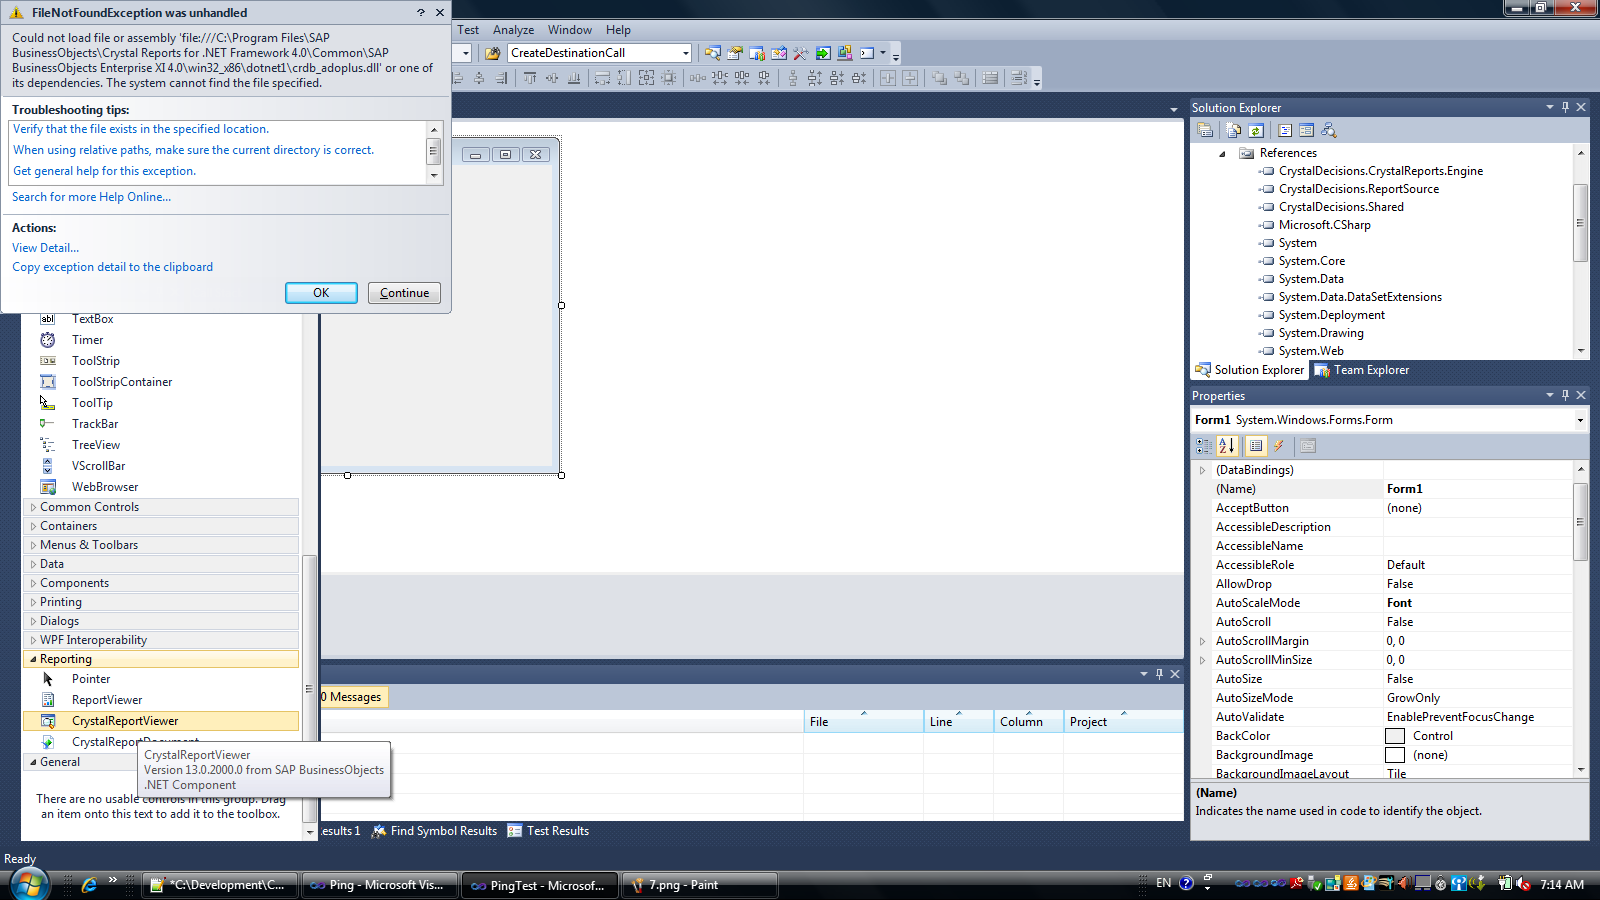 FileNotFoundException was unhandled
Could not load file or assembly 'file:///C:\Program Files\SAP
BusinessObjects\Crystal Reports for .NET Framework 4.0\Common\SAP
BusinessObjects Enterprise XI 4.0\win32_x86\dotnet1\crdb_adoplus.dll' or one of
its dependencies. The system cannot find the file specified.
Troubleshooting tips:
Verify that the file exists in the specified location.
When using relative paths, make sure the current directory is correct.
Get general help for this exception.
Search for more Help Online...
Actions:
View Detail...
Copy exception detail to the clipboard
OK
Continue
Test Analyze Window Help
CreateDestinationCall
TextBox
Timer
ToolStrip
ToolStripContainer
ToolTip
TrackBar
TreeView
VScrollBar
WebBrowser
Common Controls
Containers
Menus & Toolbars
Data
Components
Printing
Dialogs
WPF Interoperability
Reporting
Pointer
ReportViewer
CrystalReportViewer
CrystalReportDocument
General
CrystalReportViewer
Version 13.0.2000.0 from SAP BusinessObjects
.NET Component
There are no usable controls in this group. Drag
an item onto this text to add it to the toolbox.
0 Messages
File Line Column Project
esults 1 Find Symbol Results Test Results
Solution Explorer
References
CrystalDecisions.CrystalReports.Engine
CrystalDecisions.ReportSource
CrystalDecisions.Shared
Microsoft.CSharp
System
System.Core
System.Data
System.Data.DataSetExtensions
System.Deployment
System.Drawing
System.Web
Solution Explorer Team Explorer
Properties
Form1 System.Windows.Forms.Form
(DataBindings)
(Name) Form1
AcceptButton (none)
AccessibleDescription
AccessibleName
AccessibleRole Default
AllowDrop False
AutoScaleMode Font
AutoScroll False
AutoScrollMargin 0, 0
AutoScrollMinSize 0, 0
AutoSize False
AutoSizeMode GrowOnly
AutoValidate EnablePreventFocusChange
BackColor Control
BackgroundImage (none)
BackgroundImageLayout Tile
(Name)
Indicates the name used in code to identify the object.
Ready
*C:\Development\C...
Ping - Microsoft Vis...
PingTest - Microsof...
7.png - Paint
EN
7:14 AM